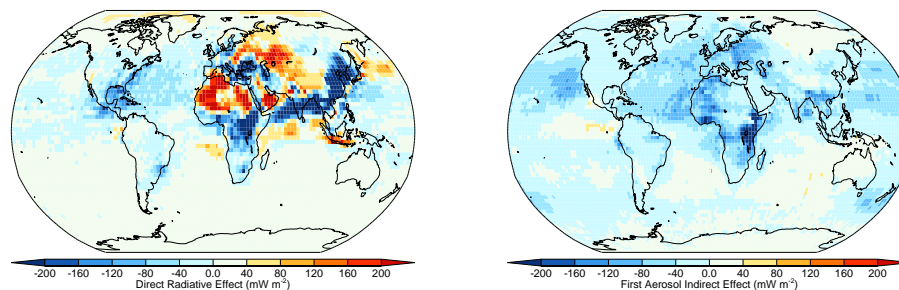 -200 -160 -120 -80 -40 0.0 40 80 120 160 200
Direct Radiative Effect (mW m-2)
-200 -160 -120 -80 -40 0.0 40 80 120 160 200
First Aerosol Indirect Effect (mW m-2)